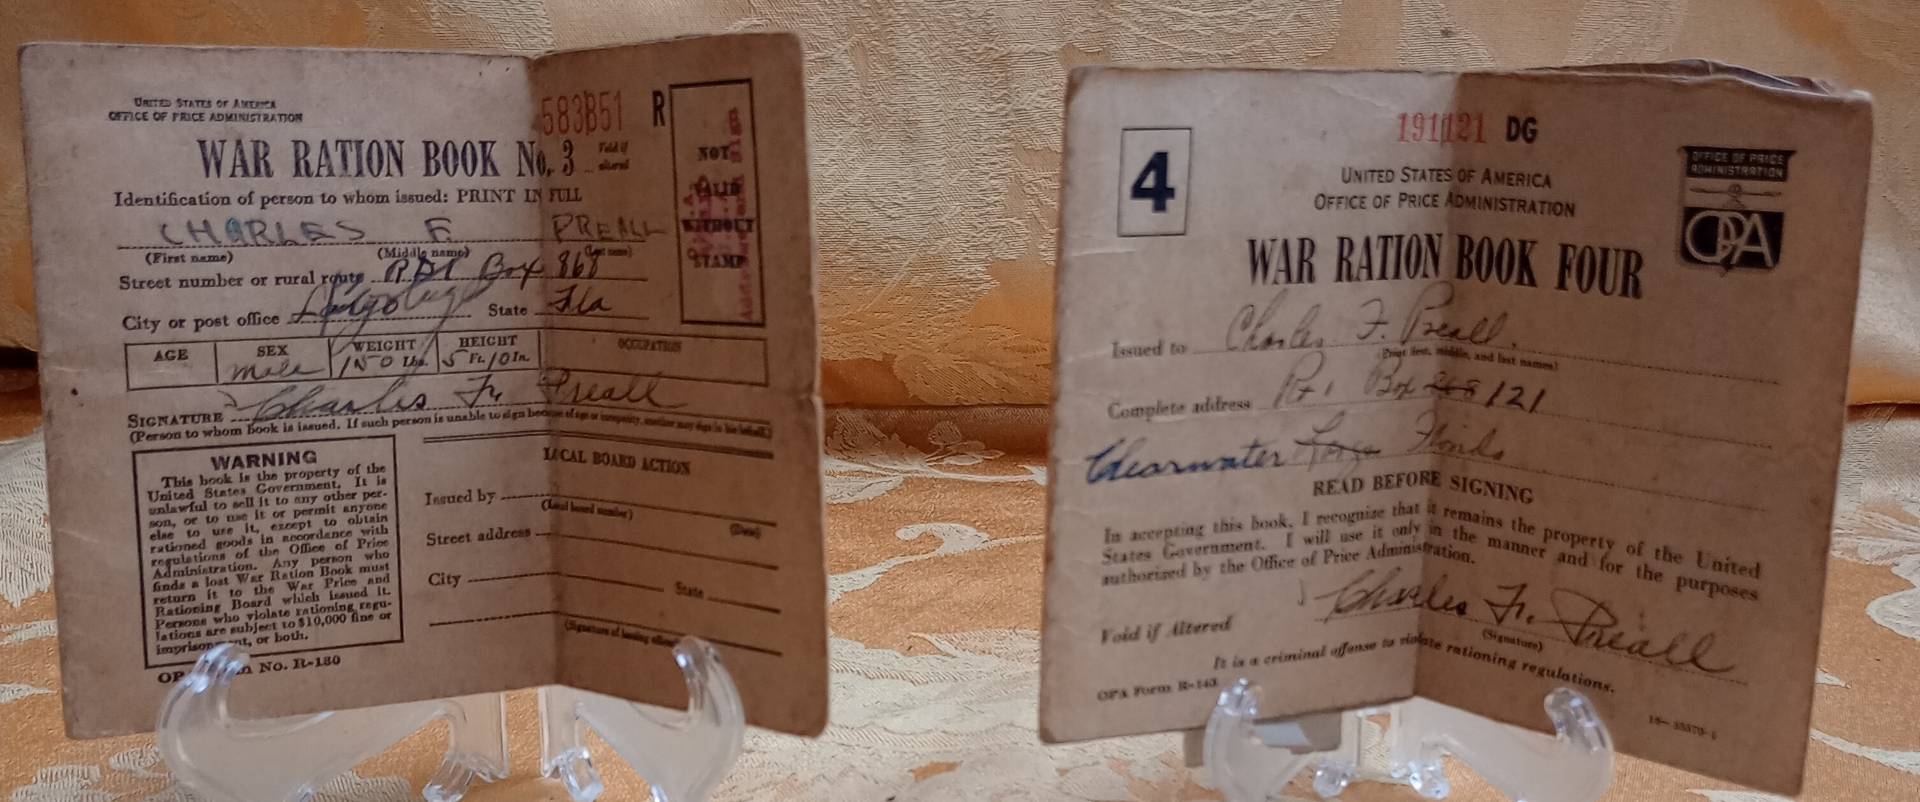 UNITED STATES OF AMERICA
OFFICE OF PRICE ADMINISTRATION
583851 R
WAR RATION BOOK No. 3 Void if altered
Identification of person to whom issued: PRINT IN FULL
CHARLES F. PREALL
(First name) (Middle name) (Last name)
Street number or rural route Box 868
City or post office Largo State Fla
AGE SEX WEIGHT HEIGHT OCCUPATION
male 150 Lbs. 5 Ft. 10 In.
SIGNATURE Charles F. Preall
(Person to whom book is issued. If such person is unable to sign because of age or incapacity, another may sign in his behalf.)
NOT
VALID
WITHOUT
STAMP
WARNING
This book is the property of the
United States Government. It is
unlawful to sell it to any other per-
son, or to use it or permit anyone
else to use it, except to obtain
rationed goods in accordance with
regulations of the Office of Price
Administration. Any person who
finds a lost War Ration Book must
return it to the War Price and
Rationing Board which issued it.
Persons who violate rationing regu-
lations are subject to $10,000 fine or
imprisonment, or both.
LOCAL BOARD ACTION
Issued by
(Local board number) (Date)
Street address
City State
(Signature of issuing officer)
No. R-130
4
191121 DG
UNITED STATES OF AMERICA
OFFICE OF PRICE ADMINISTRATION
OFFICE OF PRICE
ADMINISTRATION
OPA
WAR RATION BOOK FOUR
Issued to Charles F. Preall
(Print first, middle, and last names)
Complete address Rt 1 Box 268 121
Clearwater Largo Florida
READ BEFORE SIGNING
In accepting this book, I recognize that it remains the property of the United
States Government. I will use it only in the manner and for the purposes
authorized by the Office of Price Administration.
Void if Altered Charles F. Preall
(Signature)
It is a criminal offense to violate rationing regulations.
OPA Form R-143